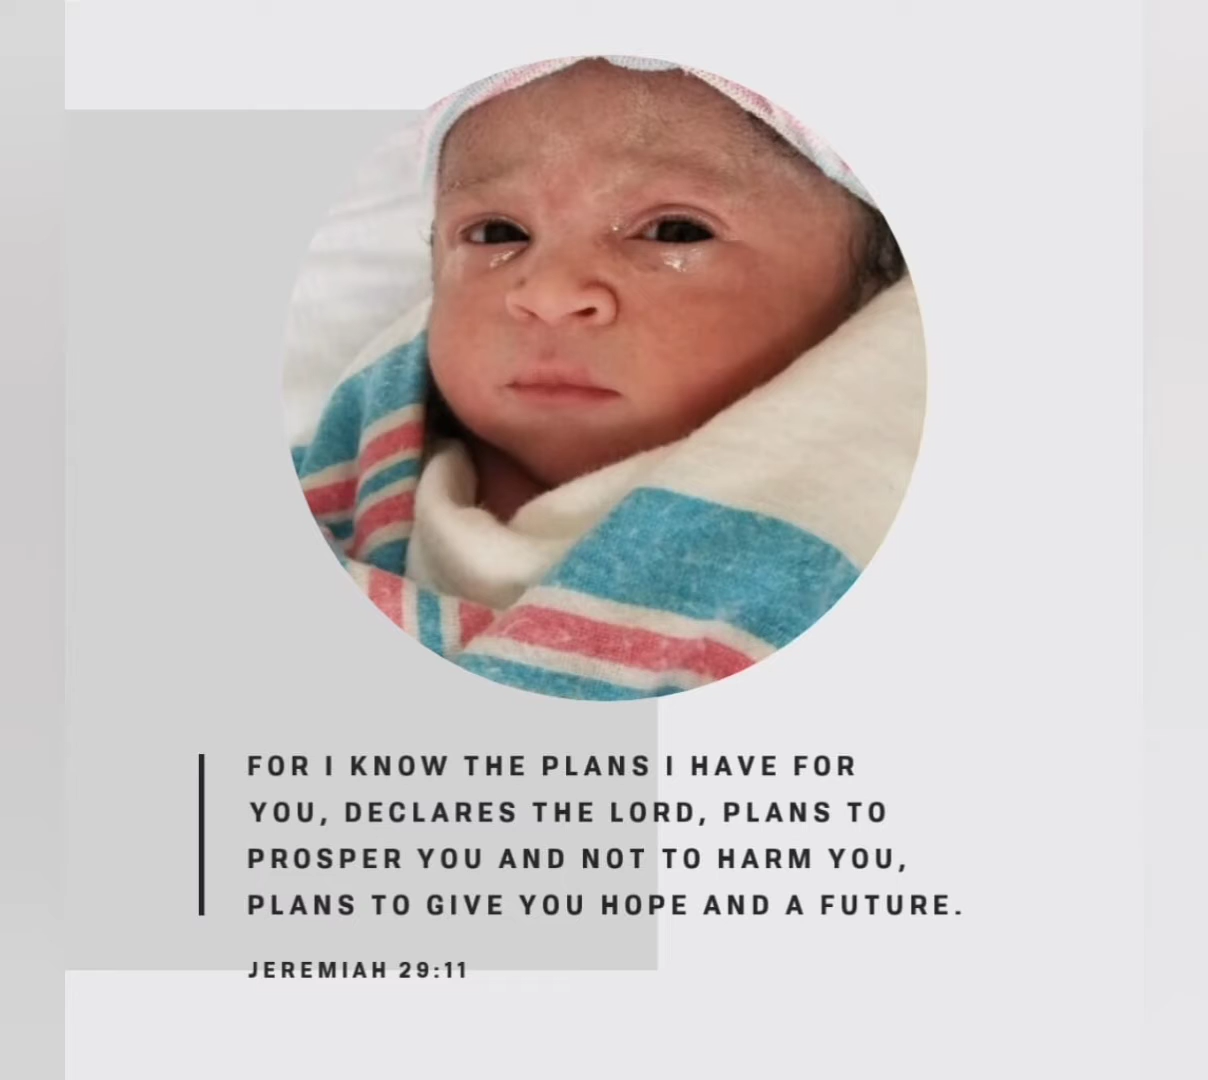 FOR I KNOW THE PLANS I HAVE FOR
YOU, DECLARES THE LORD, PLANS TO
PROSPER YOU AND NOT TO HARM YOU,
PLANS TO GIVE YOU HOPE AND A FUTURE.
JEREMIAH 29:11